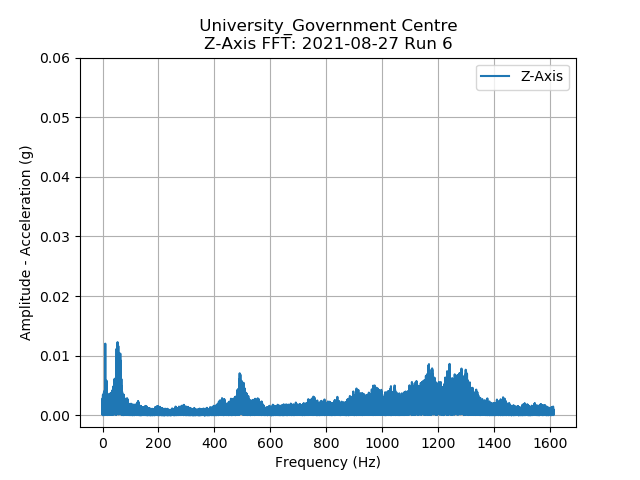 University_Government Centre
Z-Axis FFT: 2021-08-27 Run 6
Z-Axis
Amplitude - Acceleration (g)
0.06
0.05
0.04
0.03
0.02
0.01
0.00
0 200 400 600 800 1000 1200 1400 1600
Frequency (Hz)